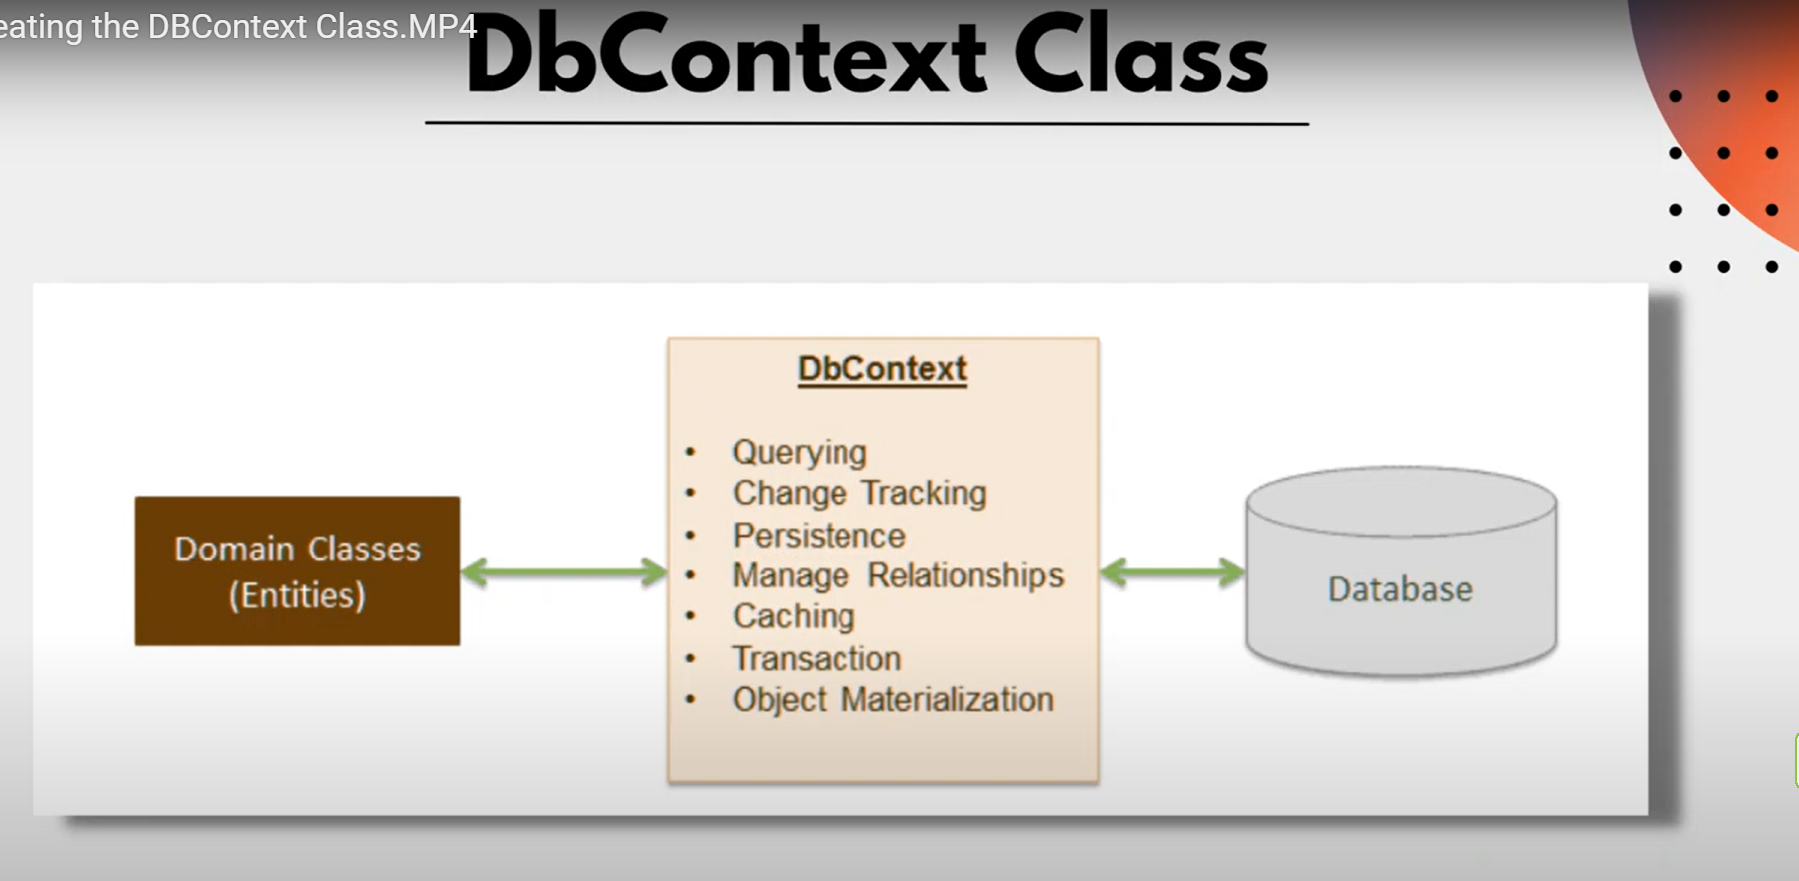 eating the DBContext Class.MP4
DbContext Class
DbContext
• Querying
• Change Tracking
• Persistence
• Manage Relationships
• Caching
• Transaction
• Object Materialization
Domain Classes
(Entities)
Database